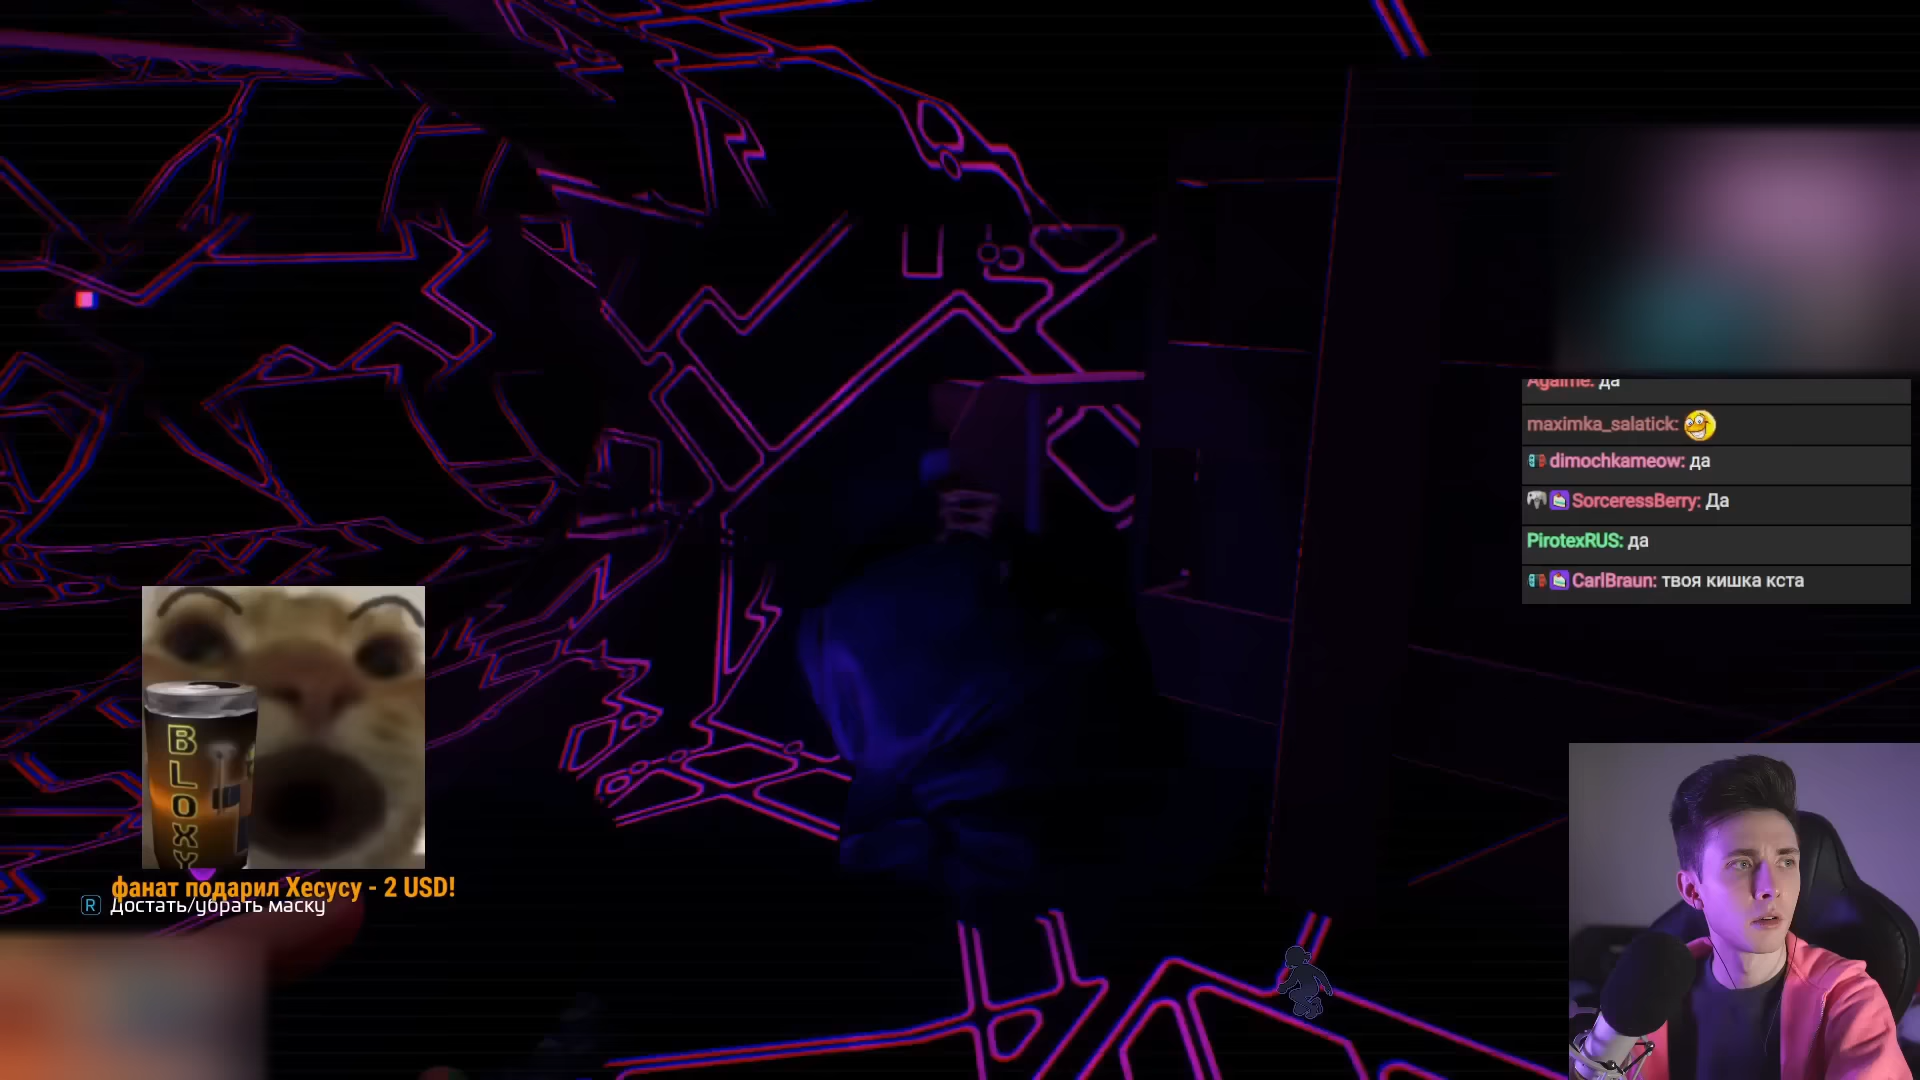 Agaime: да
maximka_salatick:
dimochkameow: да
SorceressBerry: Да
PirotexRUS: да
CarlBraun: твоя кишка кста
BLOXY
фанат подарил Хесусу - 2 USD!
R Достать/убрать маску